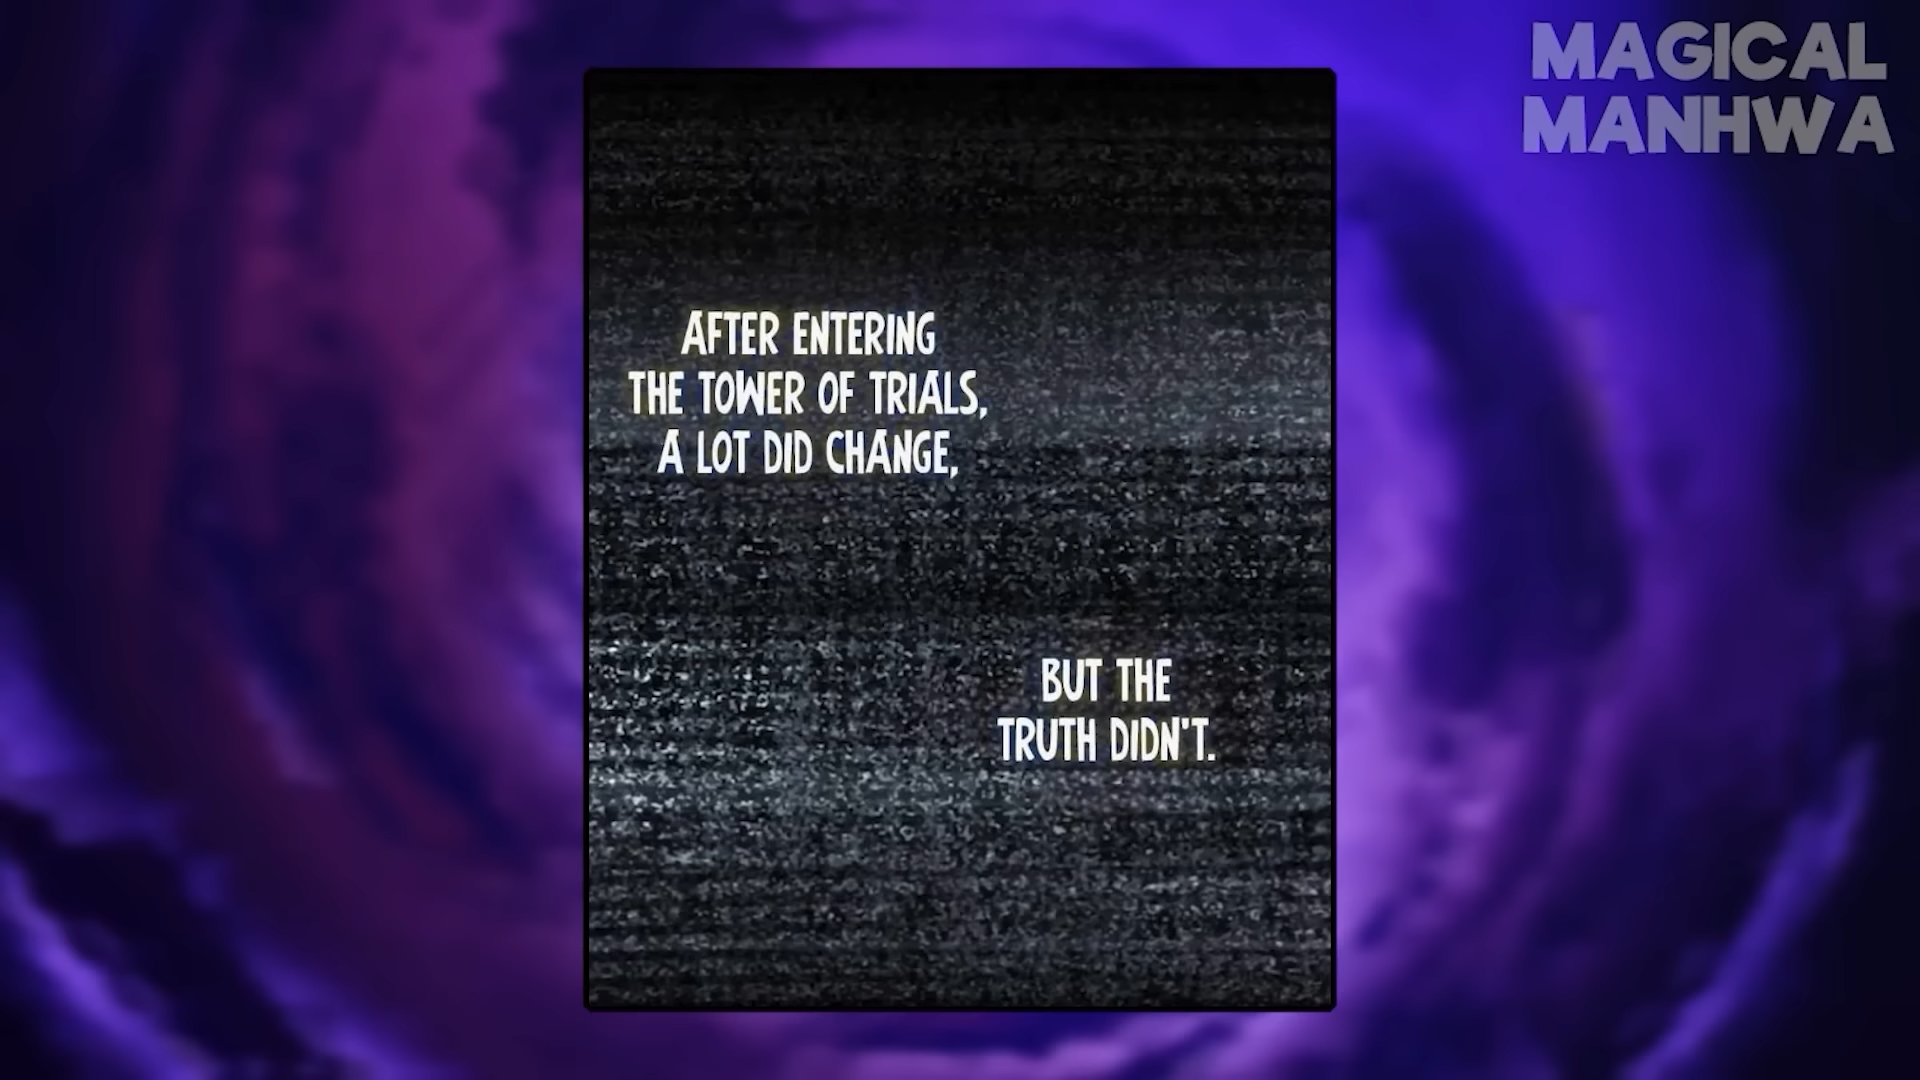 MAGICAL
MANHWA
AFTER ENTERING
THE TOWER OF TRIALS,
A LOT DID CHANGE,
BUT THE
TRUTH DIDN'T.